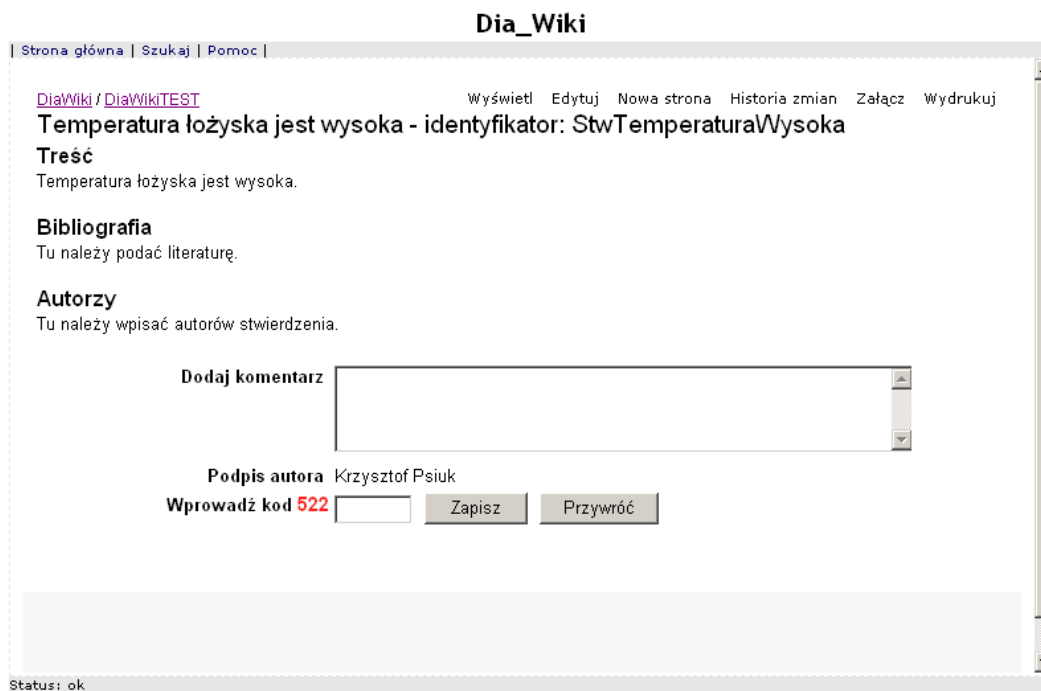 Dia_Wiki
| Strona główna | Szukaj | Pomoc |
DiaWiki / DiaWikiTEST Wyświetl Edytuj Nowa strona Historia zmian Załącz Wydrukuj
Temperatura łożyska jest wysoka - identyfikator: StwTemperaturaWysoka
Treść
Temperatura łożyska jest wysoka.
Bibliografia
Tu należy podać literaturę.
Autorzy
Tu należy wpisać autorów stwierdzenia.
Dodaj komentarz
Podpis autora Krzysztof Psiuk
Wprowadź kod 522 Zapisz Przywróć
Status: ok